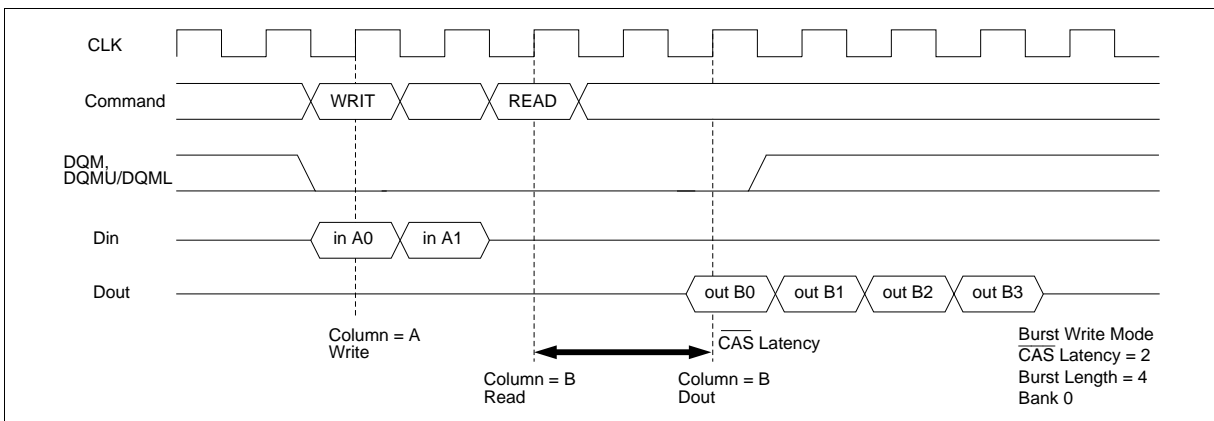 CLK
Command
WRIT
READ
DQM,
DQMU/DQML
Din
in A0
in A1
Dout
out B0
out B1
out B2
out B3
Column = A
Write
CAS Latency
Column = B
Read
Column = B
Dout
Burst Write Mode
CAS Latency = 2
Burst Length = 4
Bank 0